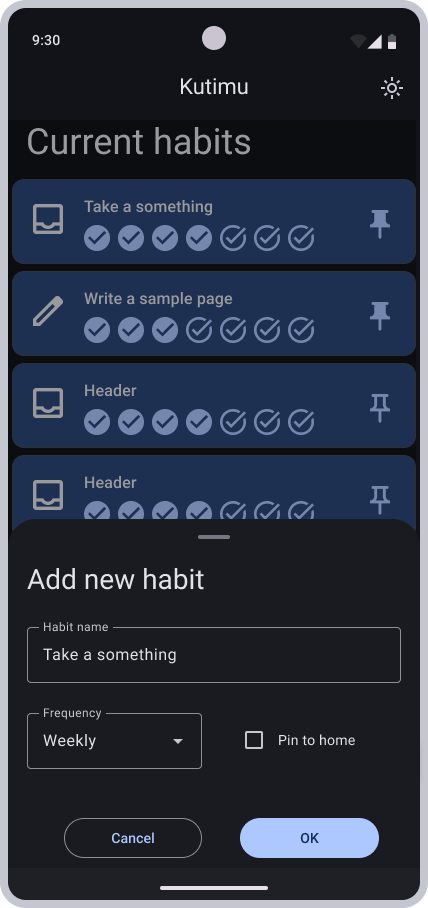 9:30
Kutimu
Current habits
Take a something
Write a sample page
Header
Header
Add new habit
Habit name
Take a something
Frequency
Weekly
Pin to home
Cancel
OK